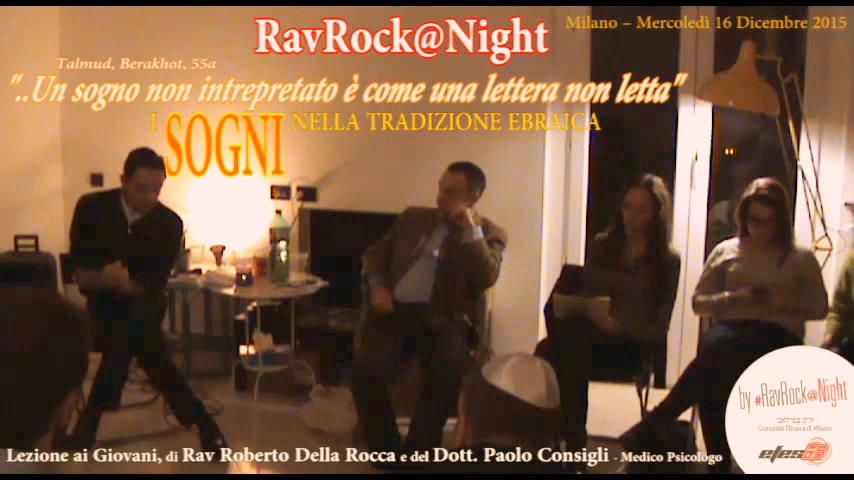 RavRock@Night
Milano – Mercoledì 16 Dicembre 2015
Talmud, Berakhot, 55a
"..Un sogno non intrepretato è come una lettera non letta"
I SOGNI NELLA TRADIZIONE EBRAICA
by #RavRock@Night
Comunità Ebraica di Milano
efes2
Lezione ai Giovani, di Rav Roberto Della Rocca e del Dott. Paolo Consigli - Medico Psicologo